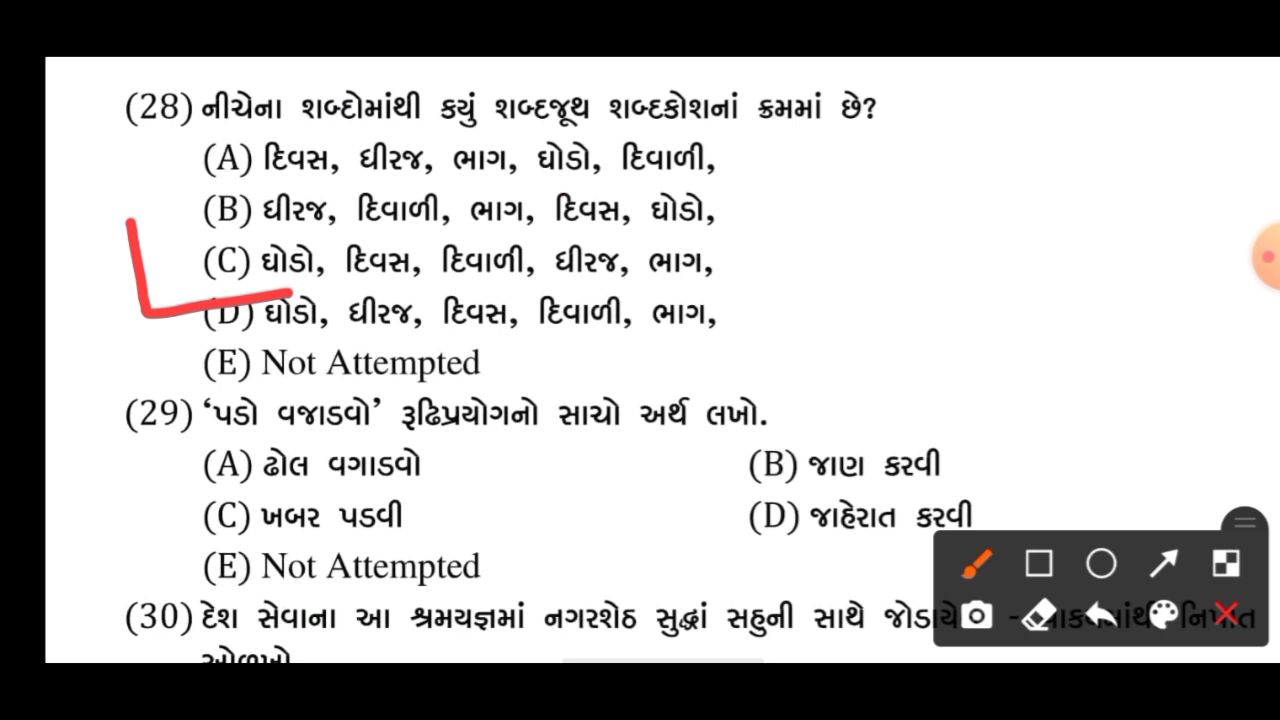 (28) નીચેના શબ્દોમાંથી કયું શબ્દજૂથ શબ્દકોશનાં ક્રમમાં છે?
(A) દિવસ, ધીરજ, ભાગ, ઘોડો, દિવાળી,
(B) ધીરજ, દિવાળી, ભાગ, દિવસ, ઘોડો,
(C) ઘોડો, દિવસ, દિવાળી, ધીરજ, ભાગ,
(D) ઘોડો, ધીરજ, દિવસ, દિવાળી, ભાગ,
(E) Not Attempted
(29) ‘પડો વજાડવો’ રૂઢિપ્રયોગનો સાચો અર્થ લખો.
(A) ઢોલ વગાડવો (B) જાણ કરવી
(C) ખબર પડવી (D) જાહેરાત કરવી
(E) Not Attempted
(30) દેશ સેવાના આ શ્રમયજ્ઞમાં નગરશેઠ સુદ્ધાં સહુની સાથે